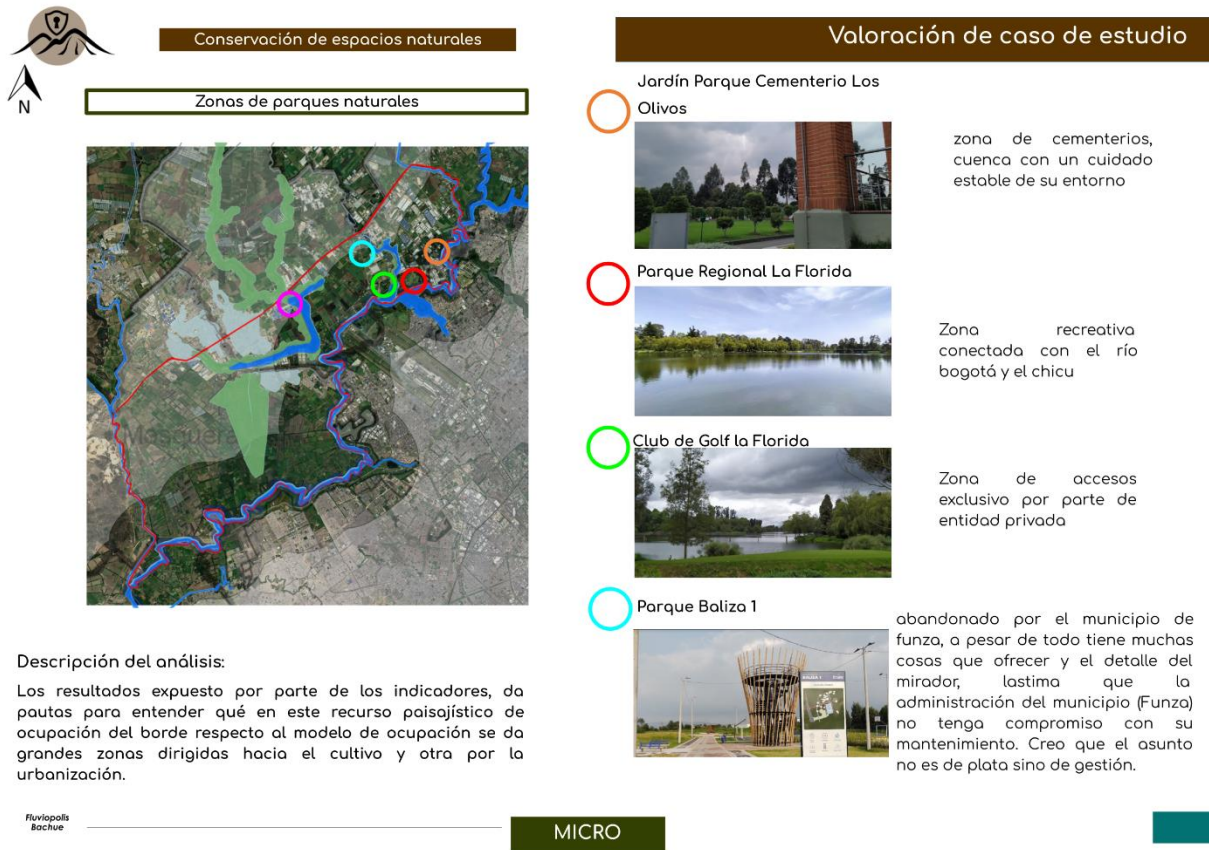 Conservación de espacios naturales
N
Zonas de parques naturales
Mosquera
Descripción del análisis:
Los resultados expuesto por parte de los indicadores, da
pautas para entender qué en este recurso paisajístico de
ocupación del borde respecto al modelo de ocupación se da
grandes zonas dirigidas hacia el cultivo y otra por la
urbanización.
Fluviopolis
Bachue
MICRO
Valoración de caso de estudio
Jardín Parque Cementerio Los
Olivos
zona de cementerios,
cuenca con un cuidado
estable de su entorno
Parque Regional La Florida
Zona recreativa
conectada con el río
bogotá y el chicu
Club de Golf la Florida
Zona de accesos
exclusivo por parte de
entidad privada
Parque Baliza 1
BALIZA 1
abandonado por el municipio de
funza, a pesar de todo tiene muchas
cosas que ofrecer y el detalle del
mirador, lastima que la
administración del municipio (Funza)
no tenga compromiso con su
mantenimiento. Creo que el asunto
no es de plata sino de gestión.